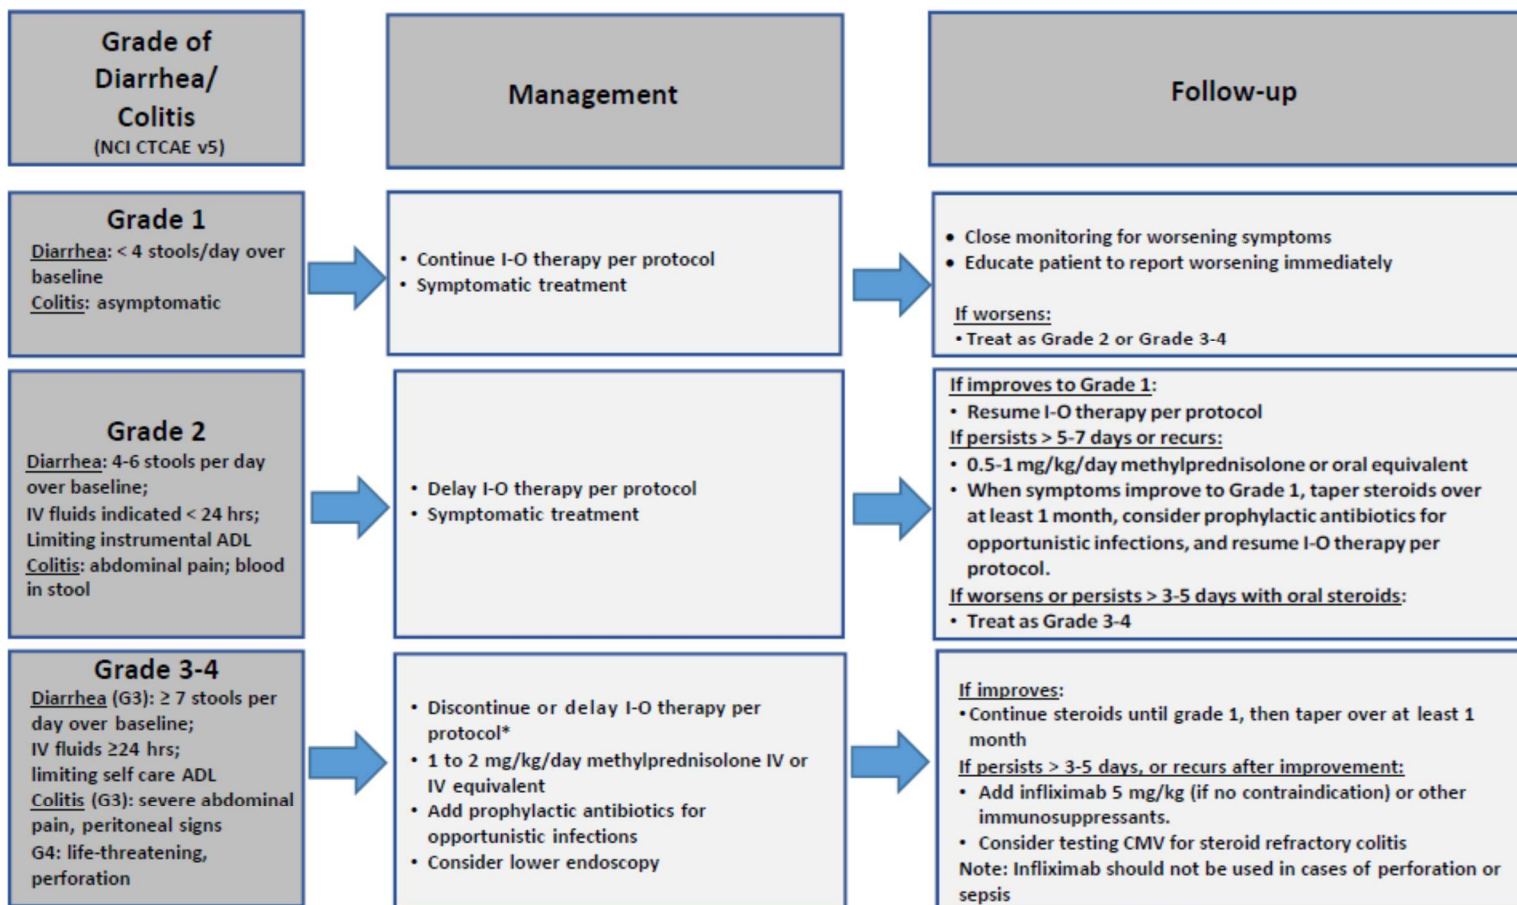 Grade of
Diarrhea/
Colitis
(NCI CTCAE v5)
Management
Follow-up
Grade 1
Diarrhea: < 4 stools/day over
baseline
Colitis: asymptomatic
• Continue I-O therapy per protocol
• Symptomatic treatment
• Close monitoring for worsening symptoms
• Educate patient to report worsening immediately
If worsens:
• Treat as Grade 2 or Grade 3-4
Grade 2
Diarrhea: 4-6 stools per day
over baseline;
IV fluids indicated < 24 hrs;
Limiting instrumental ADL
Colitis: abdominal pain; blood
in stool
• Delay I-O therapy per protocol
• Symptomatic treatment
If improves to Grade 1:
• Resume I-O therapy per protocol
If persists > 5-7 days or recurs:
• 0.5-1 mg/kg/day methylprednisolone or oral equivalent
• When symptoms improve to Grade 1, taper steroids over
at least 1 month, consider prophylactic antibiotics for
opportunistic infections, and resume I-O therapy per
protocol.
If worsens or persists > 3-5 days with oral steroids:
• Treat as Grade 3-4
Grade 3-4
Diarrhea (G3): ≥ 7 stools per
day over baseline;
IV fluids ≥24 hrs;
limiting self care ADL
Colitis (G3): severe abdominal
pain, peritoneal signs
G4: life-threatening,
perforation
• Discontinue or delay I-O therapy per
protocol*
• 1 to 2 mg/kg/day methylprednisolone IV or
IV equivalent
• Add prophylactic antibiotics for
opportunistic infections
• Consider lower endoscopy
If improves:
• Continue steroids until grade 1, then taper over at least 1
month
If persists > 3-5 days, or recurs after improvement:
• Add infliximab 5 mg/kg (if no contraindication) or other
immunosuppressants.
• Consider testing CMV for steroid refractory colitis
Note: Infliximab should not be used in cases of perforation or
sepsis